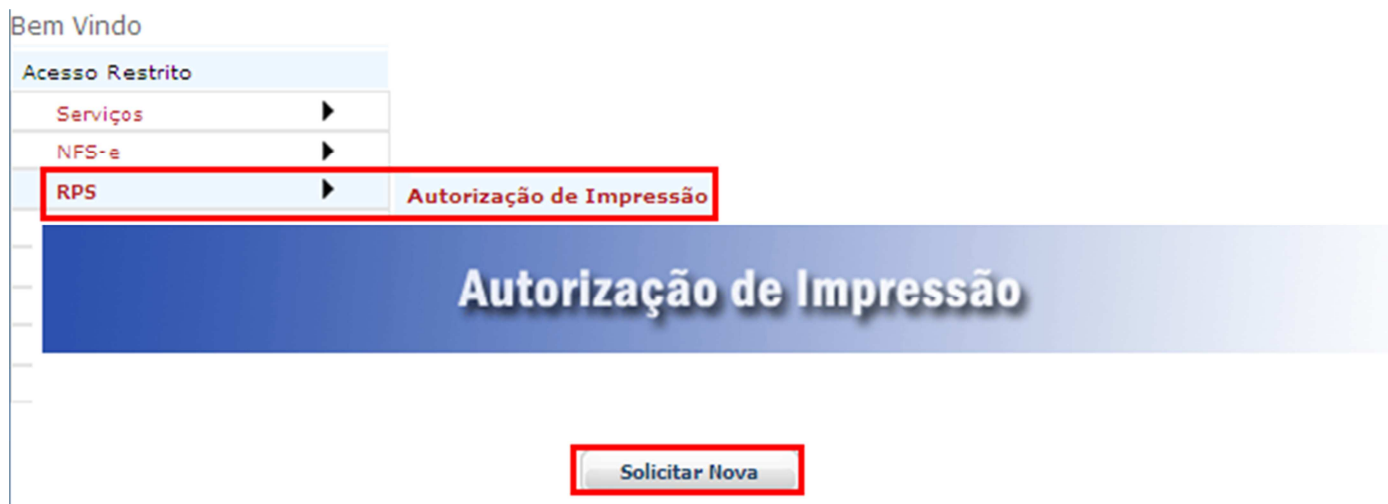 Bem Vindo
Acesso Restrito
Serviços
NFS-e
RPS Autorização de Impressão
Autorização de Impressão
Solicitar Nova